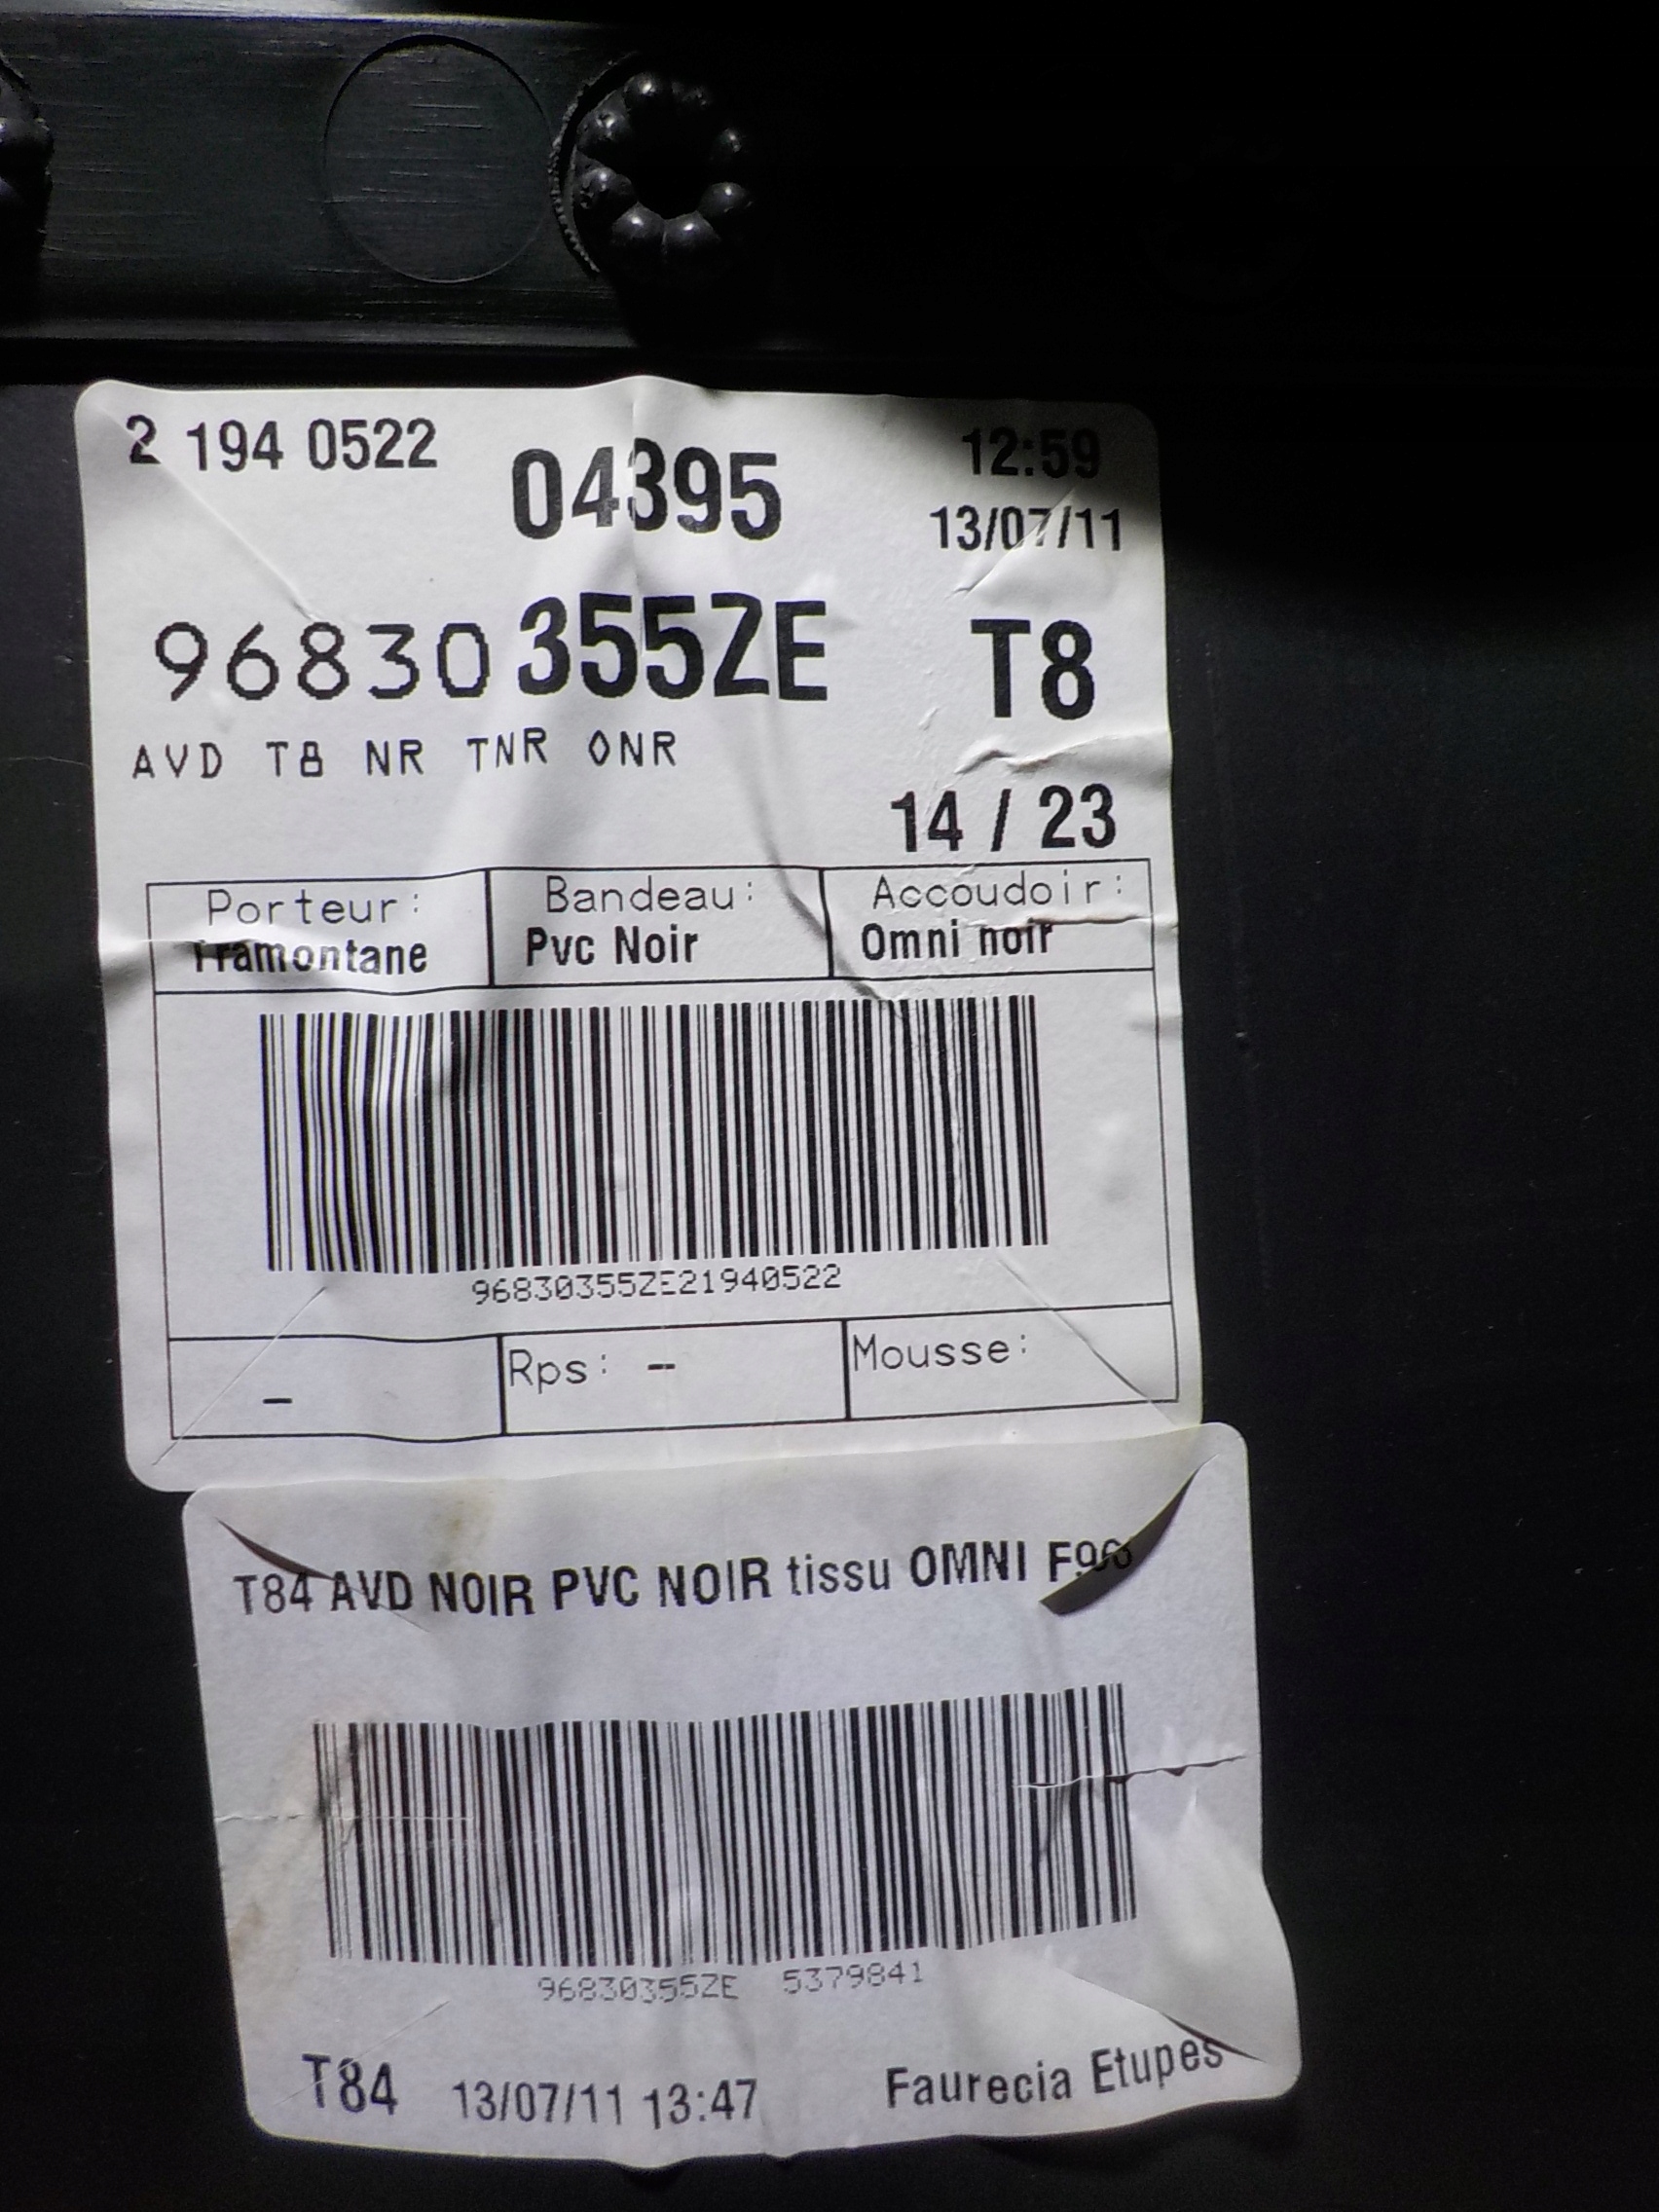 2 194 0522 04395 12:59
13/07/11
96830 355ZE T8
AVD T8 NR TNR ONR
14 / 23
Porteur: Bandeau: Accoudoir:
Tramontane Pvc Noir Omni noir
96830355ZE21940522
- Rps: -- Mousse:
T84 AVD NOIR PVC NOIR tissu OMNI
96830355ZE 5379841
T84 13/07/11 13:47 Faurecia Etupes